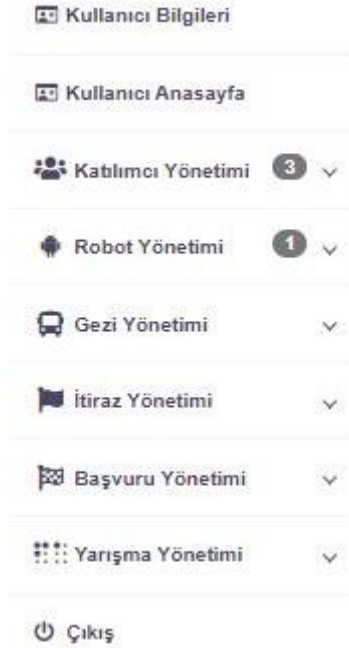 Kullanıcı Bilgileri
Kullanıcı Anasayfa
Katılımcı Yönetimi 3
Robot Yönetimi 1
Gezi Yönetimi
İtiraz Yönetimi
Başvuru Yönetimi
Yarışma Yönetimi
Çıkış